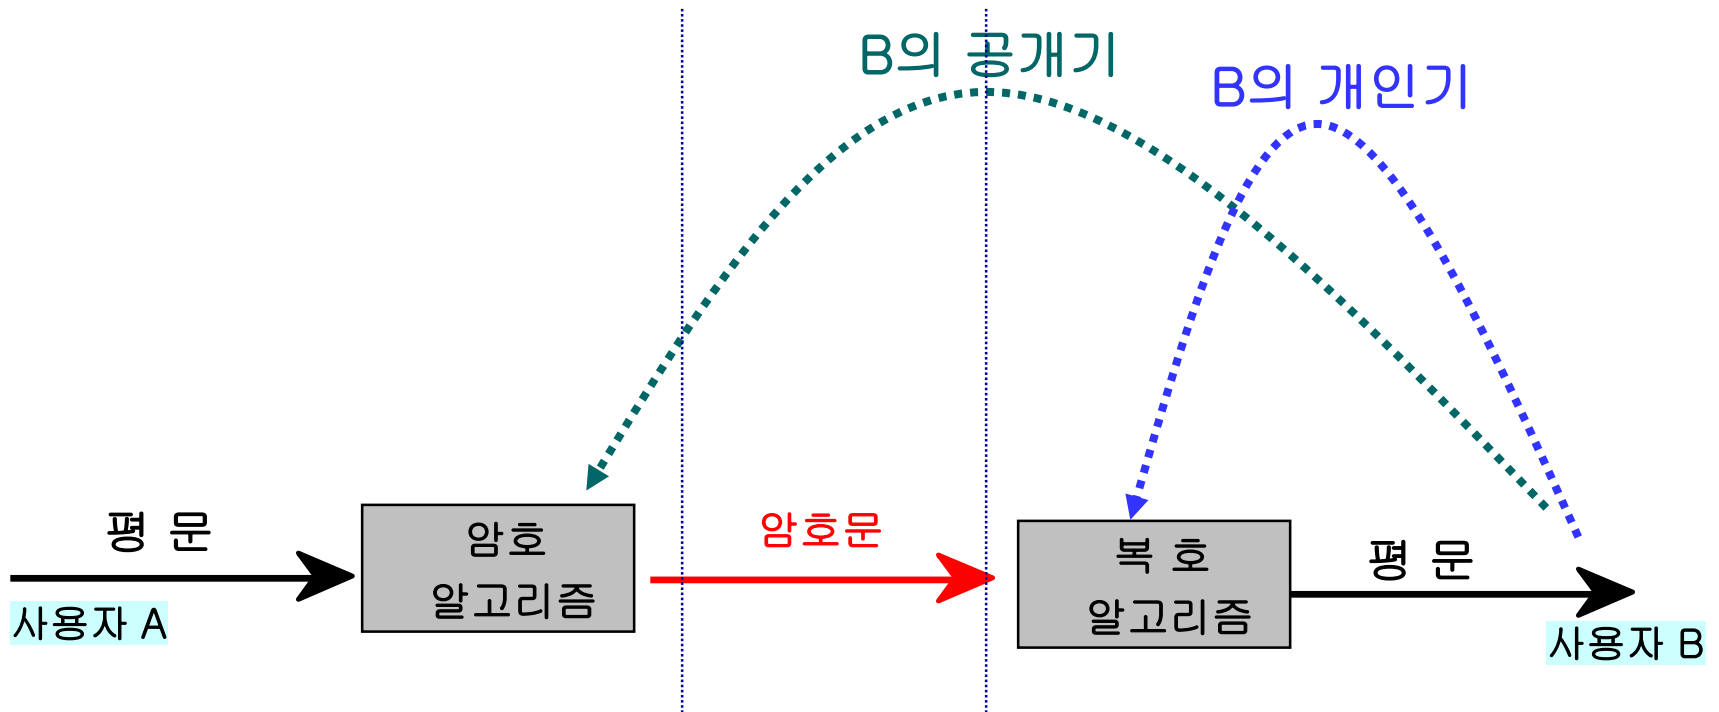 B의 공개기
B의 개인기
평 문
암호
알고리즘
암호문
복 호
알고리즘
평 문
사용자 A
사용자 B